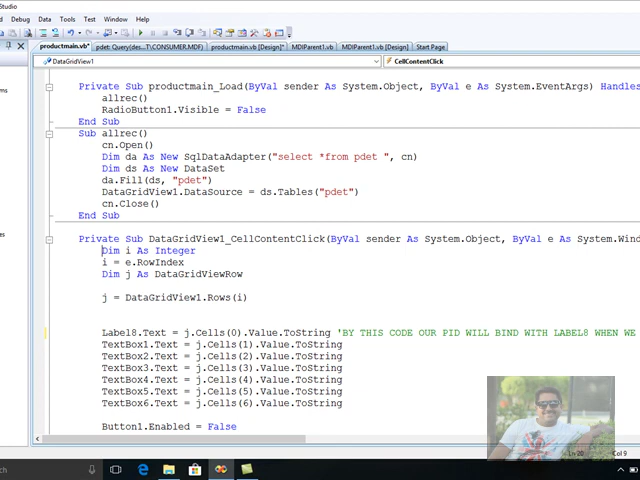 Studio
Debug Data Tools Test Window Help
productmain.vb* pdet: Query(des...T\CONSUMER.MDF) productmain.vb [Design]* MDIParent1.vb MDIParent1.vb [Design] Start Page
DataGridView1 CellContentClick
Private Sub productmain_Load(ByVal sender As System.Object, ByVal e As System.EventArgs) Handles
allrec()
RadioButton1.Visible = False
End Sub
Sub allrec()
cn.Open()
Dim da As New SqlDataAdapter("select *from pdet ", cn)
Dim ds As New DataSet
da.Fill(ds, "pdet")
DataGridView1.DataSource = ds.Tables("pdet")
cn.Close()
End Sub
Private Sub DataGridView1_CellContentClick(ByVal sender As System.Object, ByVal e As System.Wind
Dim i As Integer
i = e.RowIndex
Dim j As DataGridViewRow
j = DataGridView1.Rows(i)
Label8.Text = j.Cells(0).Value.ToString 'BY THIS CODE OUR PID WILL BIND WITH LABEL8 WHEN WE
TextBox1.Text = j.Cells(1).Value.ToString
TextBox2.Text = j.Cells(2).Value.ToString
TextBox3.Text = j.Cells(3).Value.ToString
TextBox4.Text = j.Cells(4).Value.ToString
TextBox5.Text = j.Cells(5).Value.ToString
TextBox6.Text = j.Cells(6).Value.ToString
Button1.Enabled = False
Ln 20 Col 9